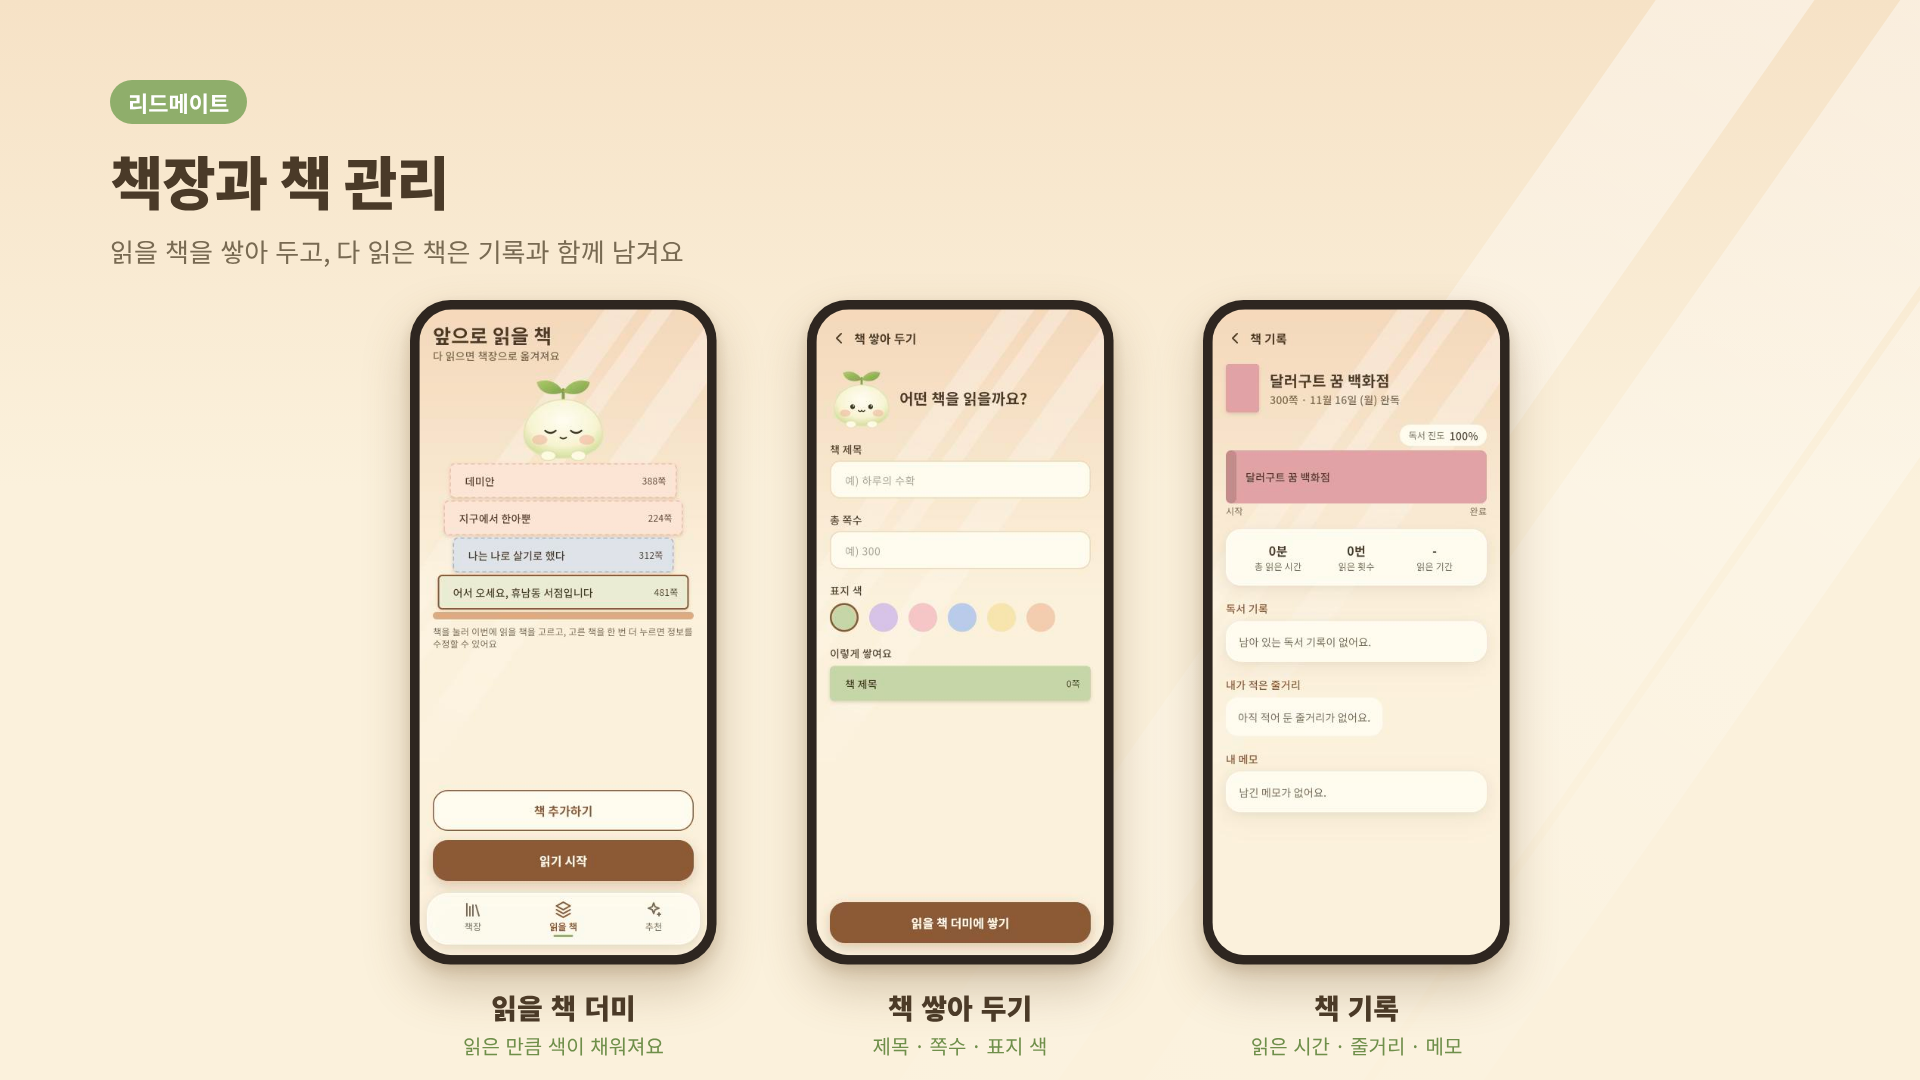 리드메이트
책장과 책 관리
읽을 책을 쌓아 두고, 다 읽은 책은 기록과 함께 남겨요
앞으로 읽을 책
다 읽으면 책장으로 옮겨져요
데미안 388쪽
지구에서 한아뿐 224쪽
나는 나로 살기로 했다 312쪽
어서 오세요, 휴남동 서점입니다 481쪽
책을 눌러 이번에 읽을 책을 고르고, 고른 책을 한 번 더 누르면 정보를
수정할 수 있어요
책 추가하기
읽기 시작
책장 읽을 책 추천
읽을 책 더미
읽은 만큼 색이 채워져요
책 쌓아 두기
어떤 책을 읽을까요?
책 제목
예) 하루의 수확
총 쪽수
예) 300
표지 색
이렇게 쌓여요
책 제목 0쪽
읽을 책 더미에 쌓기
책 쌓아 두기
제목 · 쪽수 · 표지 색
책 기록
달러구트 꿈 백화점
300쪽 · 11월 16일 (월) 완독
독서 진도 100%
달러구트 꿈 백화점
시작 완료
0분 0번 -
총 읽은 시간 읽은 횟수 읽은 기간
독서 기록
남아 있는 독서 기록이 없어요.
내가 적은 줄거리
아직 적어 둔 줄거리가 없어요.
내 메모
남긴 메모가 없어요.
책 기록
읽은 시간 · 줄거리 · 메모